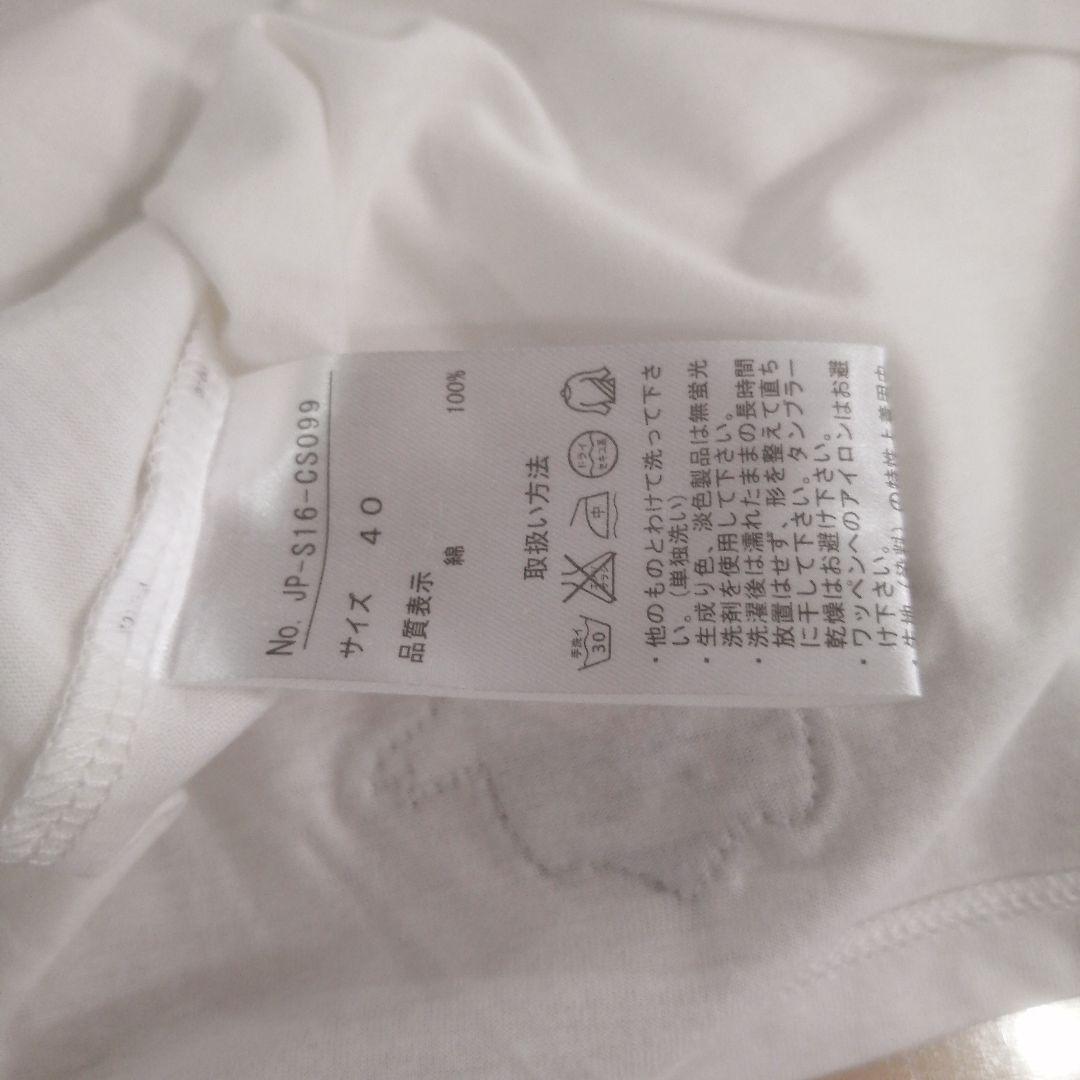 No. JP-S16-CS099
サイズ 40
品質表示
綿 100%
取扱い方法
手洗イ 30 中 ドライ セキユ系
・他のものとわけて洗って下さ
い。(単独洗い)
・生成り色、淡色製品は無蛍光
洗剤を使用して下さい。
・洗濯後は濡れたままの長時間
放置はせず、形を整えて直ち
に干して下さい。タンブラー
乾燥はお避け下さい。
・ワッペンへのアイロンはお避
け下さい。